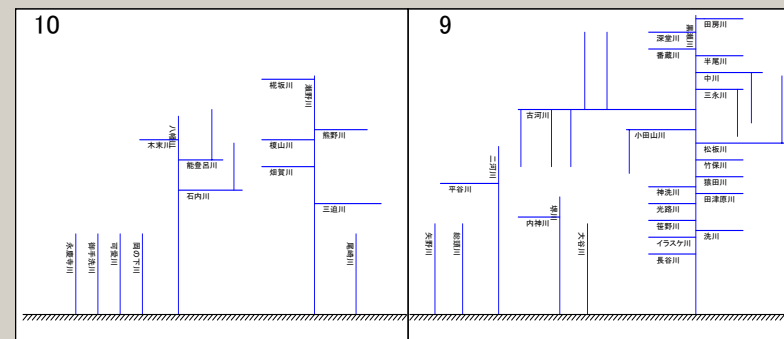 10
椛坂川
瀬野川
八幡川
熊野川
木末川
榎山川
能登呂川
畑賀川
石内川
三迫川
永慶寺川
御手洗川
可愛川
岡の下川
尾崎川
9
黒瀬川
田房川
深堂川
番蔵川
半尾川
中川
三永川
古河川
小田山川
松板川
二河川
竹保川
平谷川
猿田川
神洗川
田津原川
堺川
光路川
内神川
笹野川
矢野川
総頭川
大谷川
洗川
イラスケ川
長谷川